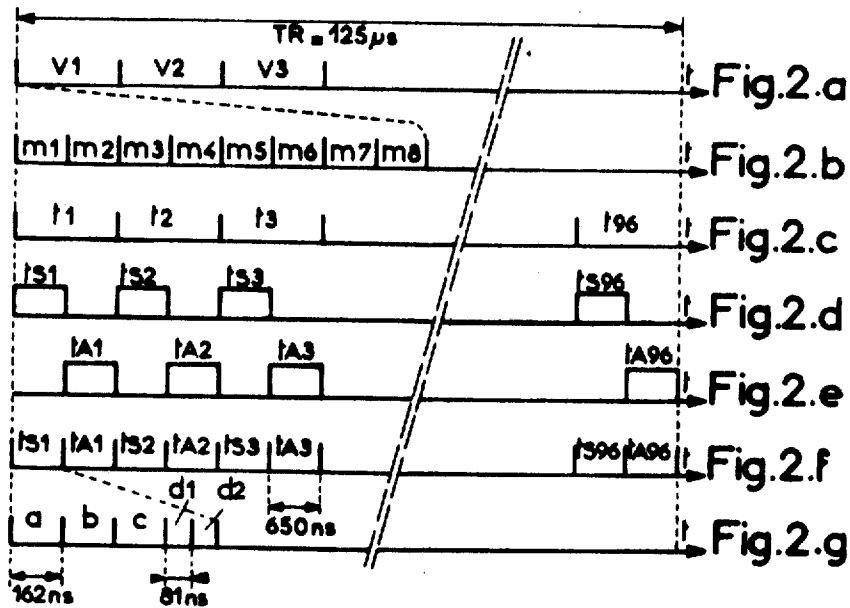 TR = 125µs
V1 V2 V3 t Fig.2.a
m1 m2 m3 m4 m5 m6 m7 m8 t Fig.2.b
t1 t2 t3 t96 t Fig.2.c
tS1 tS2 tS3 tS96 t Fig.2.d
tA1 tA2 tA3 tA96 t Fig.2.e
tS1 tA1 tS2 tA2 tS3 tA3 tS96 tA96 t Fig.2.f
d1 d2
650ns
a b c t Fig.2.g
162ns 81ns